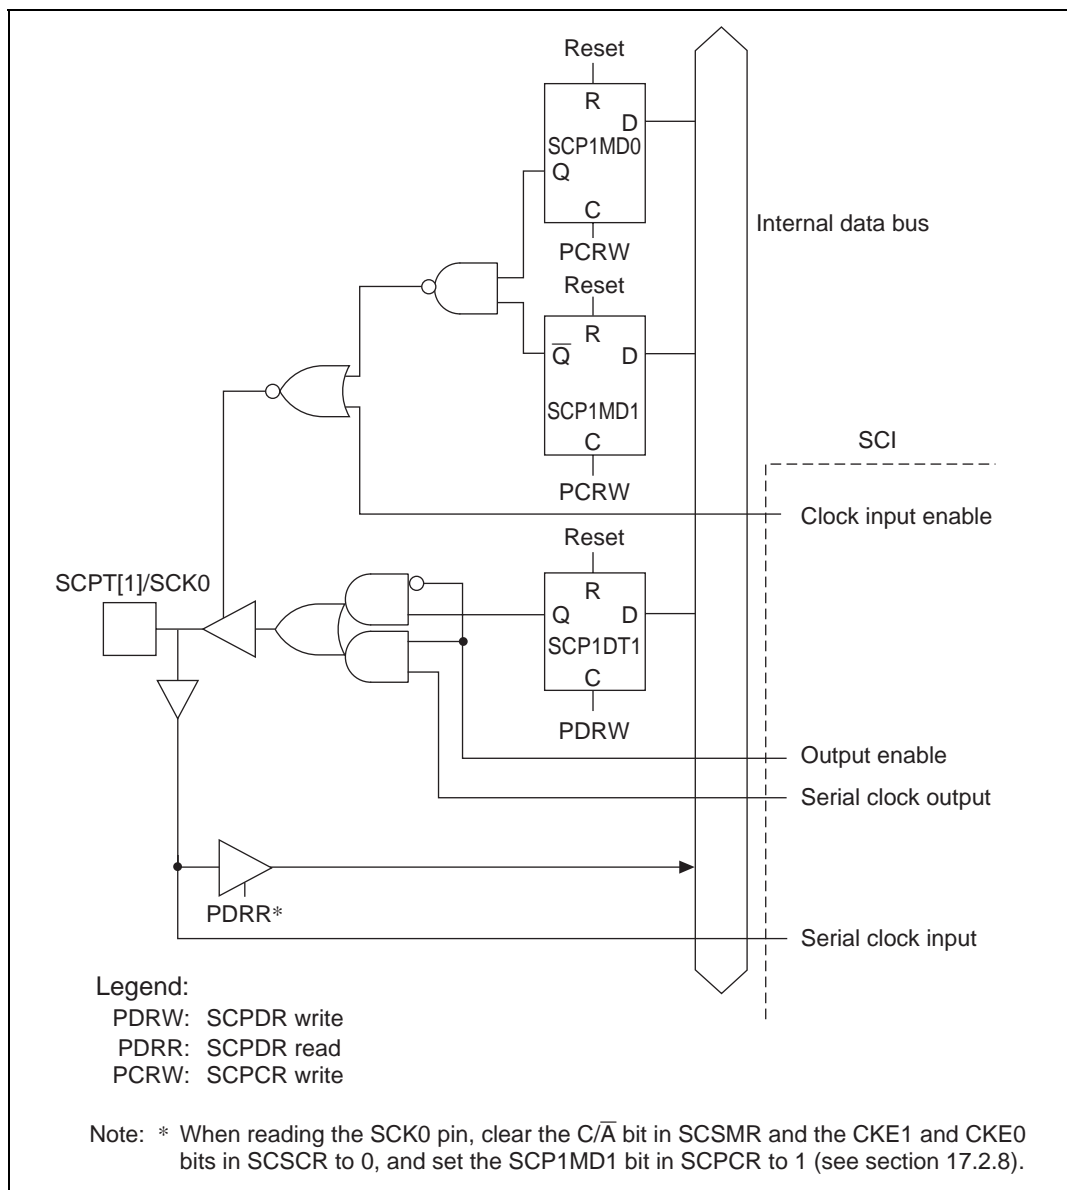 Reset
R
D
SCP1MD0
Q
C
PCRW
Internal data bus
Reset
R
Q̅ D
SCP1MD1
C
PCRW
SCI
Clock input enable
Reset
SCPT[1]/SCK0
R
Q D
SCP1DT1
C
PDRW
Output enable
Serial clock output
PDRR*
Serial clock input
Legend:
PDRW: SCPDR write
PDRR: SCPDR read
PCRW: SCPCR write
Note: * When reading the SCK0 pin, clear the C/A̅ bit in SCSMR and the CKE1 and CKE0
bits in SCSCR to 0, and set the SCP1MD1 bit in SCPCR to 1 (see section 17.2.8).